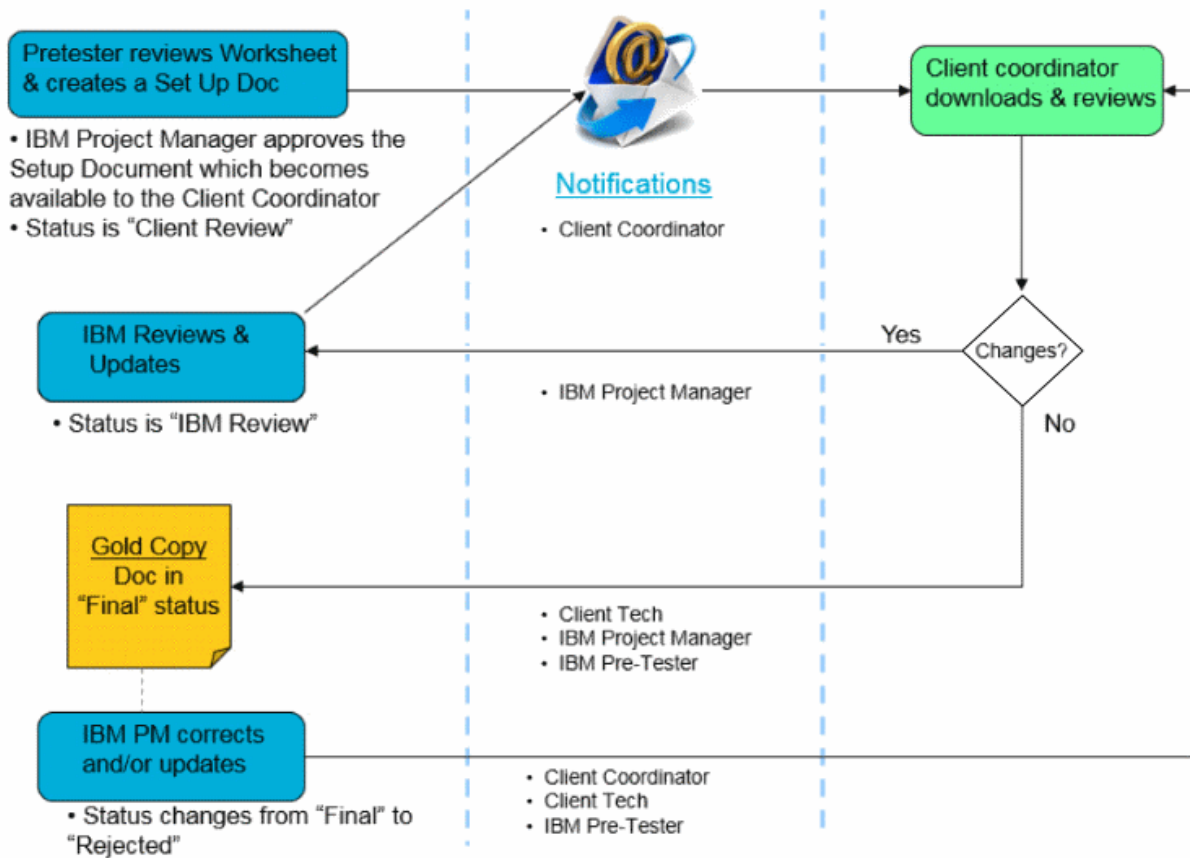 Pretester reviews Worksheet
& creates a Set Up Doc
• IBM Project Manager approves the
Setup Document which becomes
available to the Client Coordinator
• Status is “Client Review”
@
Notifications
• Client Coordinator
Client coordinator
downloads & reviews
IBM Reviews &
Updates
• Status is “IBM Review”
Yes
Changes?
• IBM Project Manager
No
Gold Copy
Doc in
“Final” status
• Client Tech
• IBM Project Manager
• IBM Pre-Tester
IBM PM corrects
and/or updates
• Status changes from “Final” to
“Rejected”
• Client Coordinator
• Client Tech
• IBM Pre-Tester